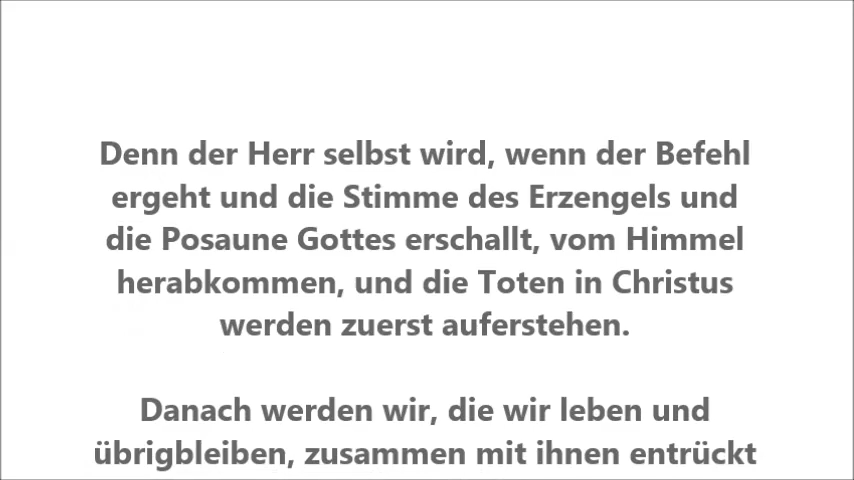 Denn der Herr selbst wird, wenn der Befehl
ergeht und die Stimme des Erzengels und
die Posaune Gottes erschallt, vom Himmel
herabkommen, und die Toten in Christus
werden zuerst auferstehen.
Danach werden wir, die wir leben und
übrigbleiben, zusammen mit ihnen entrückt